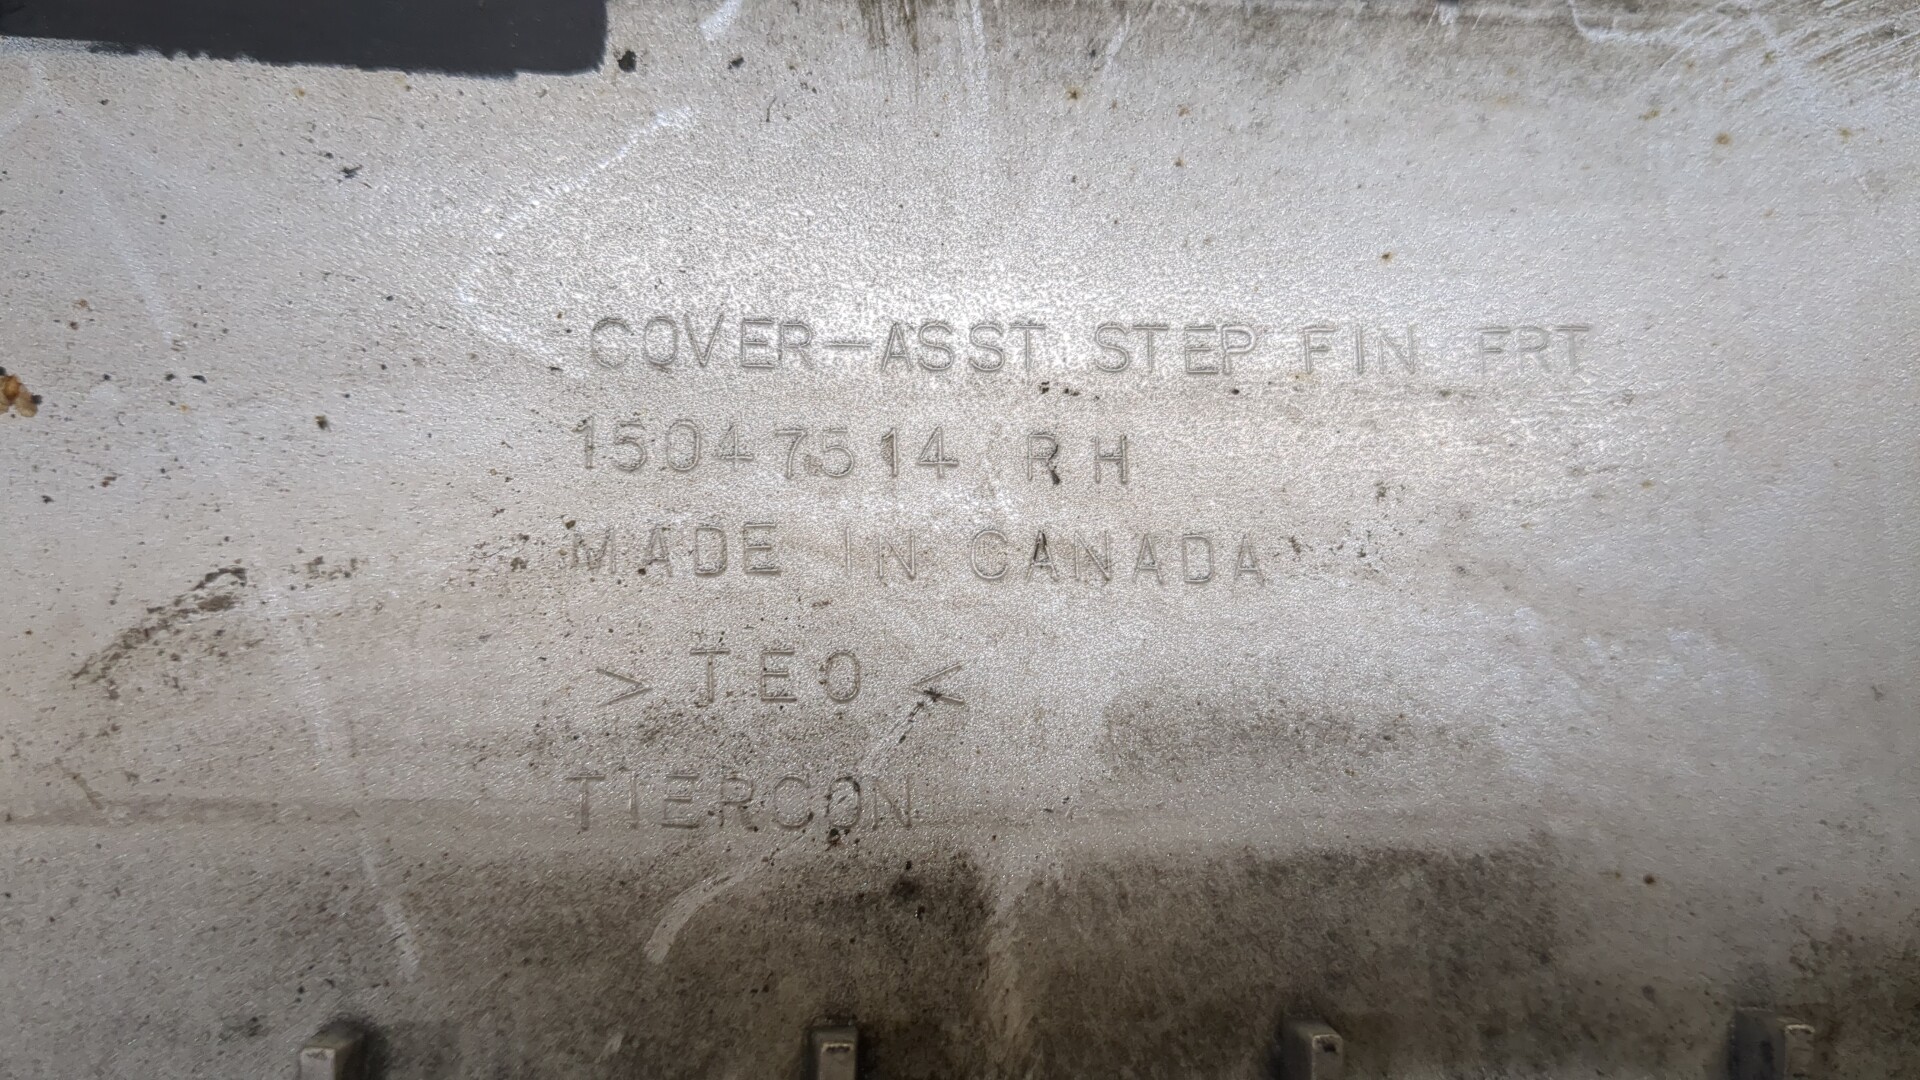 COVER-ASST STEP FIN FRT
15047514 RH
MADE IN CANADA
> TEO <
TIERCON